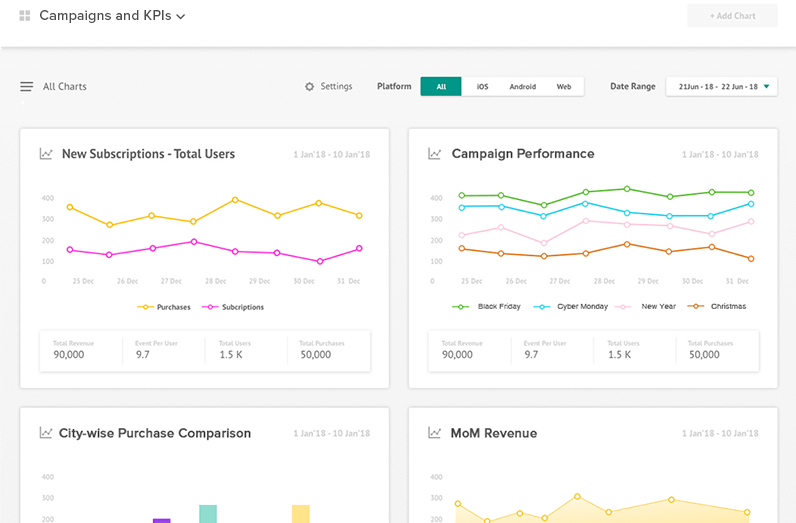 Campaigns and KPIs
+ Add Chart
All Charts
Settings
Platform
All
iOS
Android
Web
Date Range
21Jun - 18 - 22 Jun - 18
New Subscriptions - Total Users
1 Jan'18 - 10 Jan'18
400
300
200
100
0
25 Dec
26 Dec
27 Dec
28 Dec
29 Dec
30 Dec
31 Dec
Purchases
Subcriptions
Total Revenue
90,000
Event Per User
9.7
Total Users
1.5 K
Total Purchases
50,000
Campaign Performance
1 Jan'18 - 10 Jan'18
400
300
200
100
0
25 Dec
26 Dec
27 Dec
28 Dec
29 Dec
30 Dec
31 Dec
Black Friday
Cyber Monday
New Year
Christmas
Total Revenue
90,000
Event Per User
9.7
Total Users
1.5 K
Total Purchases
50,000
City-wise Purchase Comparison
1 Jan'18 - 10 Jan'18
400
300
200
MoM Revenue
1 Jan'18 - 10 Jan'18
400
300
200